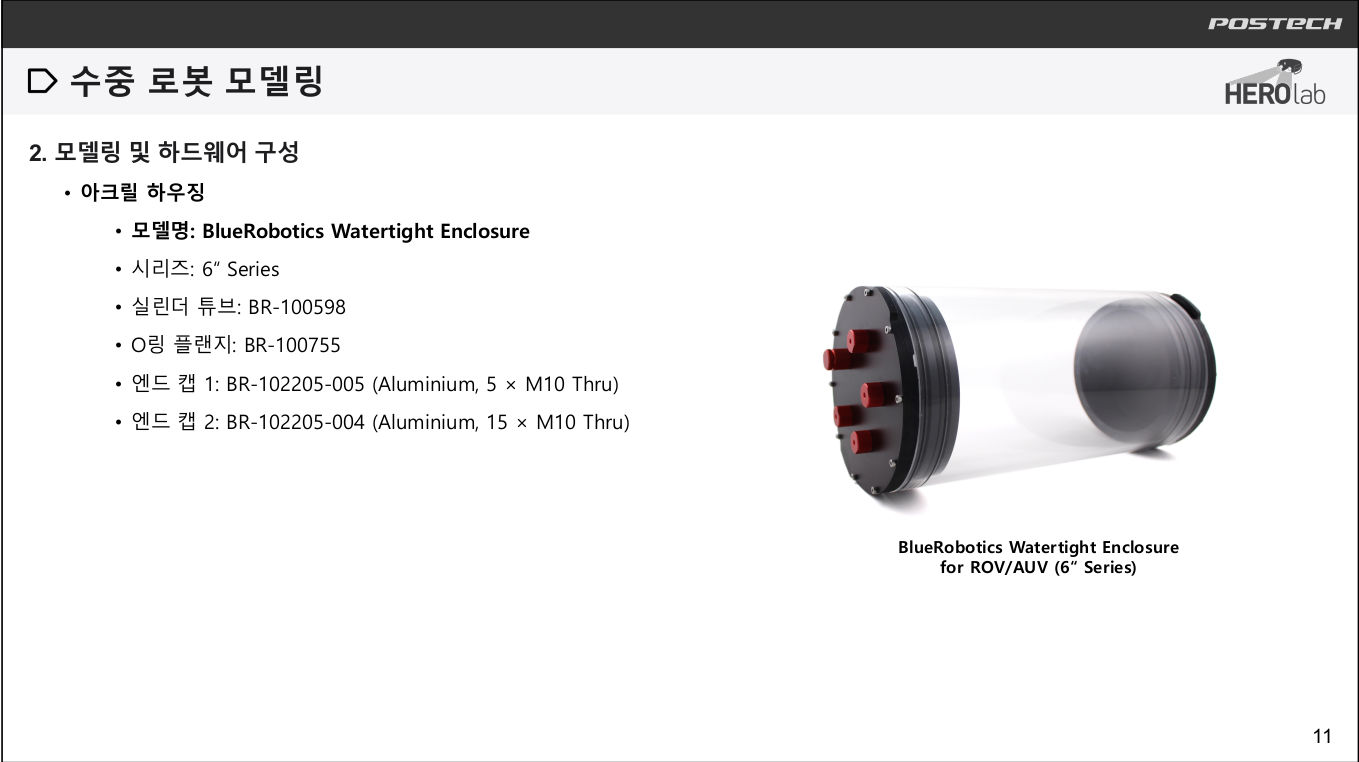 POSTECH
수중 로봇 모델링
HERO lab
2. 모델링 및 하드웨어 구성
• 아크릴 하우징
• 모델명: BlueRobotics Watertight Enclosure
• 시리즈: 6“ Series
• 실린더 튜브: BR-100598
• O링 플랜지: BR-100755
• 엔드 캡 1: BR-102205-005 (Aluminium, 5 × M10 Thru)
• 엔드 캡 2: BR-102205-004 (Aluminium, 15 × M10 Thru)
BlueRobotics Watertight Enclosure
for ROV/AUV (6” Series)
11